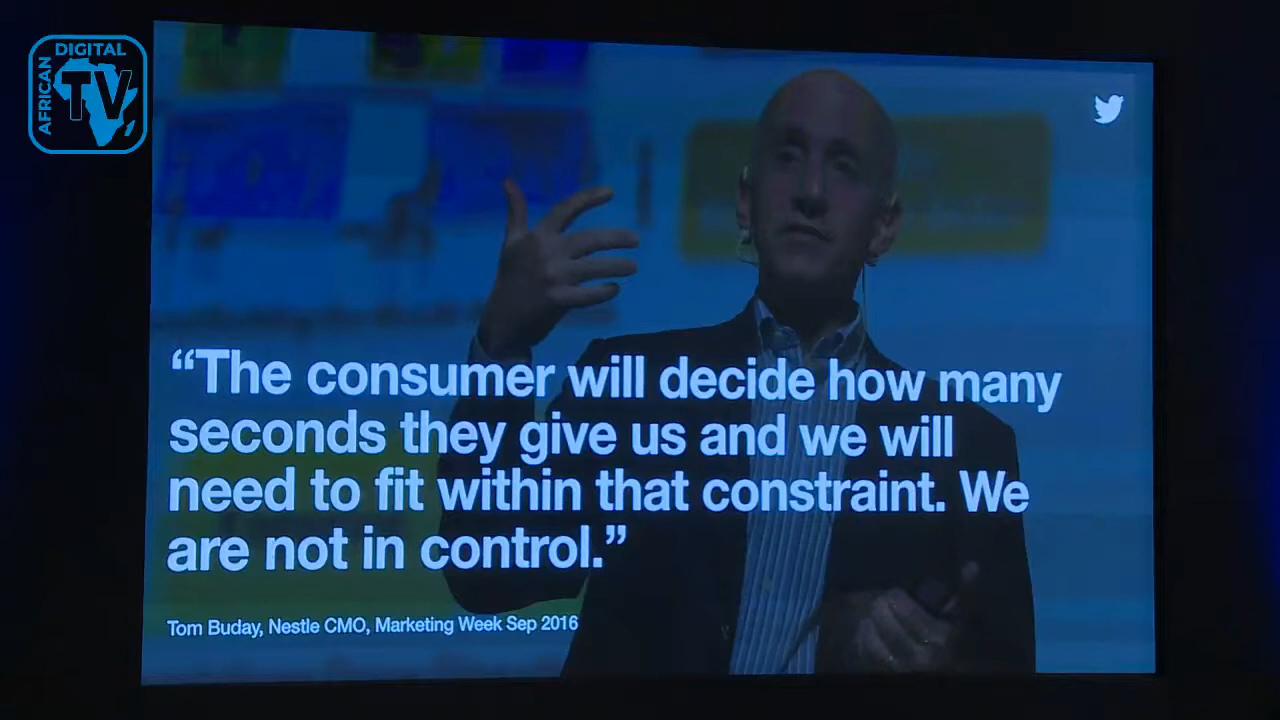 AFRICAN
DIGITAL
TV
“The consumer will decide how many
seconds they give us and we will
need to fit within that constraint. We
are not in control.”
Tom Buday, Nestle CMO, Marketing Week Sep 2016